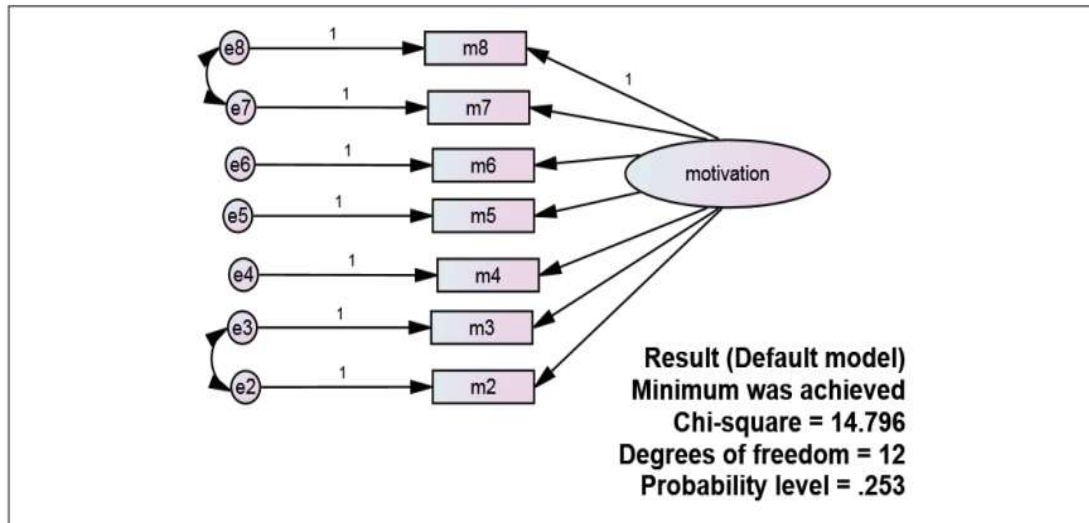 e8 1 m8
1
e7 1 m7
e6 1 m6
motivation
e5 1 m5
e4 1 m4
e3 1 m3
e2 1 m2
Result (Default model)
Minimum was achieved
Chi-square = 14.796
Degrees of freedom = 12
Probability level = .253